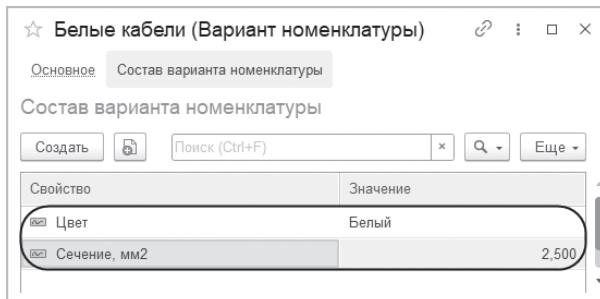 Белые кабели (Вариант номенклатуры)
Основное Состав варианта номенклатуры
Состав варианта номенклатуры
Создать Поиск (Ctrl+F) × Еще
Свойство Значение
Цвет Белый
Сечение, мм2 2,500